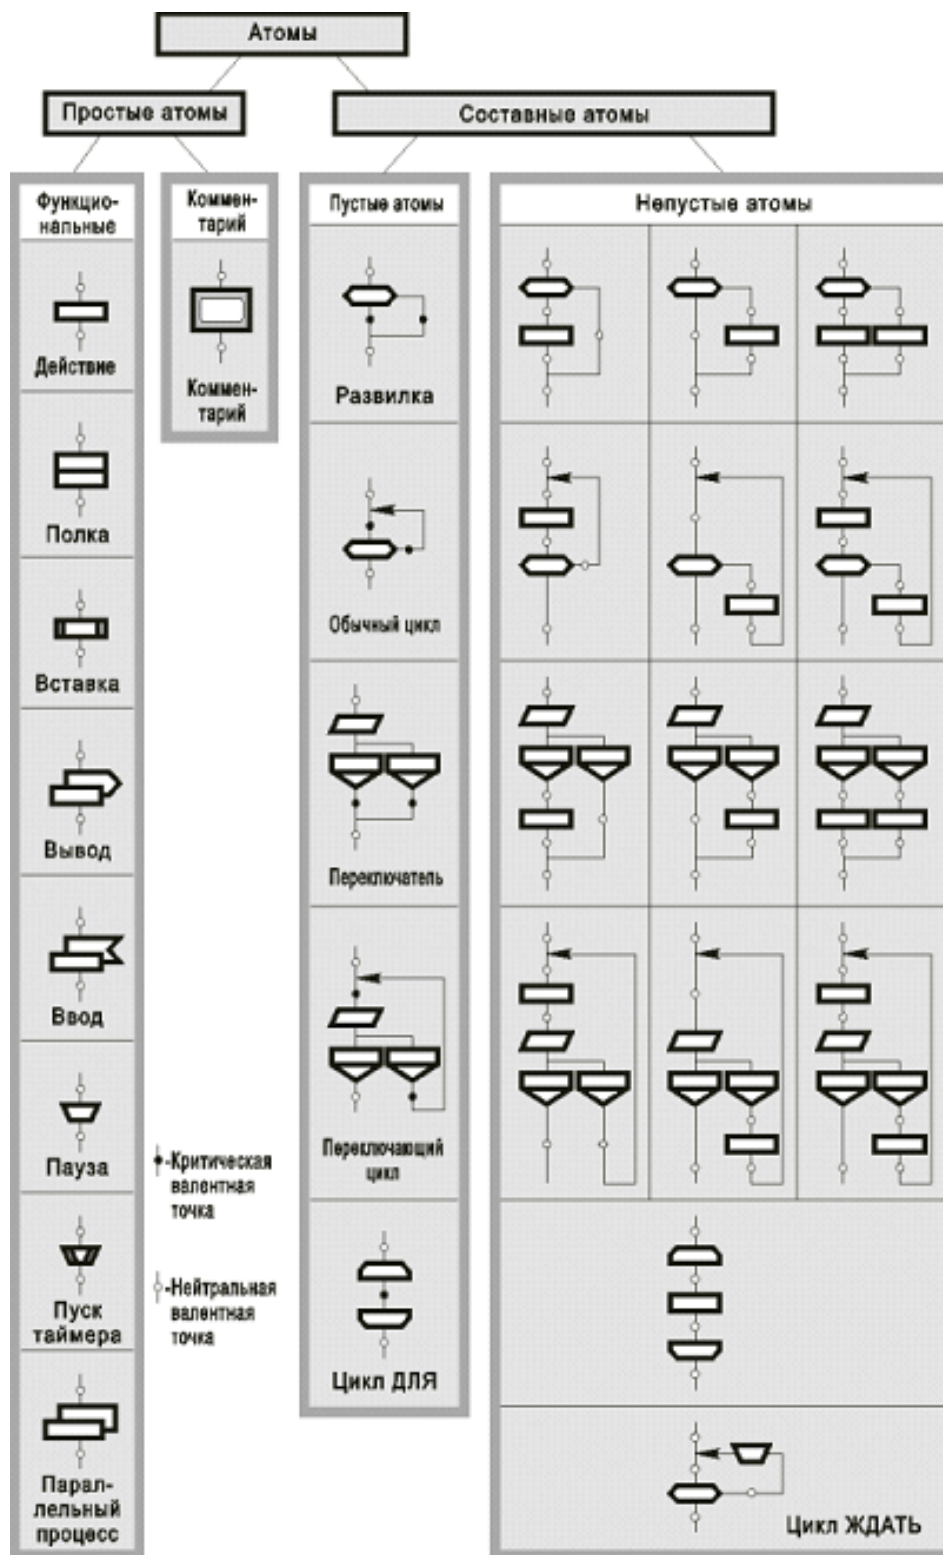 Атомы
Простые атомы
Составные атомы
Функцио-
нальные
Действие
Полка
Вставка
Вывод
Ввод
Пауза
Пуск
таймера
Парал-
лельный
процесс
Коммен-
тарий
Коммен-
тарий
-Критическая
валентная
точка
-Нейтральная
валентная
точка
Пустые атомы
Развилка
Обычный цикл
Переключатель
Переключающий
цикл
Цикл ДЛЯ
Непустые атомы
Цикл ЖДАТЬ